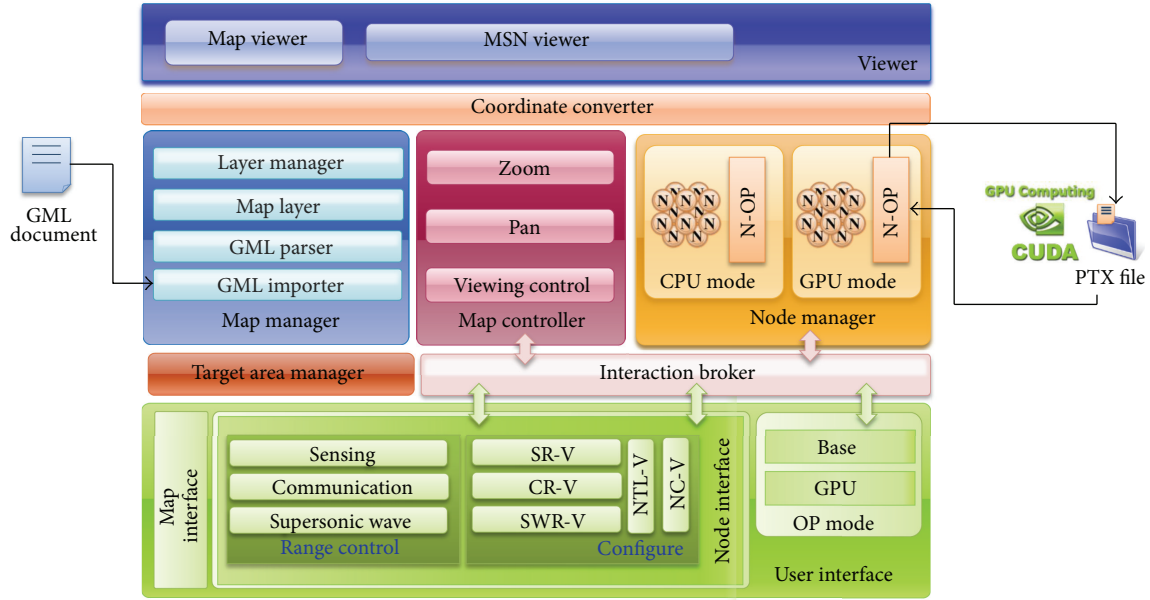 Map viewer
MSN viewer
Viewer
Coordinate converter
GML
document
Layer manager
Map layer
GML parser
GML importer
Map manager
Zoom
Pan
Viewing control
Map controller
N N N N N N N N N N
N-OP
CPU mode
N N N N N N N N N N
N-OP
GPU mode
Node manager
GPU Computing
CUDA
PTX file
Target area manager
Interaction broker
Map
interface
Sensing
Communication
Supersonic wave
Range control
SR-V
CR-V
SWR-V
NTL-V
NC-V
Configure
Node interface
Base
GPU
OP mode
User interface